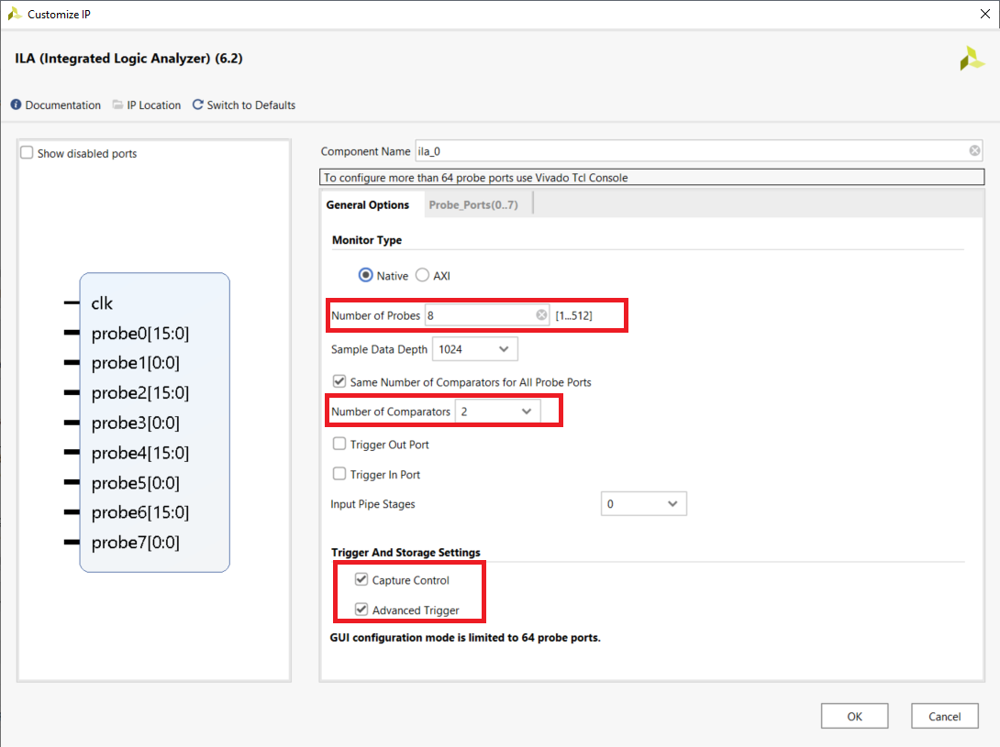 Customize IP
ILA (Integrated Logic Analyzer) (6.2)
Documentation IP Location Switch to Defaults
Show disabled ports
clk
probe0[15:0]
probe1[0:0]
probe2[15:0]
probe3[0:0]
probe4[15:0]
probe5[0:0]
probe6[15:0]
probe7[0:0]
Component Name ila_0
To configure more than 64 probe ports use Vivado Tcl Console
General Options Probe_Ports(0..7)
Monitor Type
Native AXI
Number of Probes 8 [1...512]
Sample Data Depth 1024
Same Number of Comparators for All Probe Ports
Number of Comparators 2
Trigger Out Port
Trigger In Port
Input Pipe Stages 0
Trigger And Storage Settings
Capture Control
Advanced Trigger
GUI configuration mode is limited to 64 probe ports.
OK Cancel